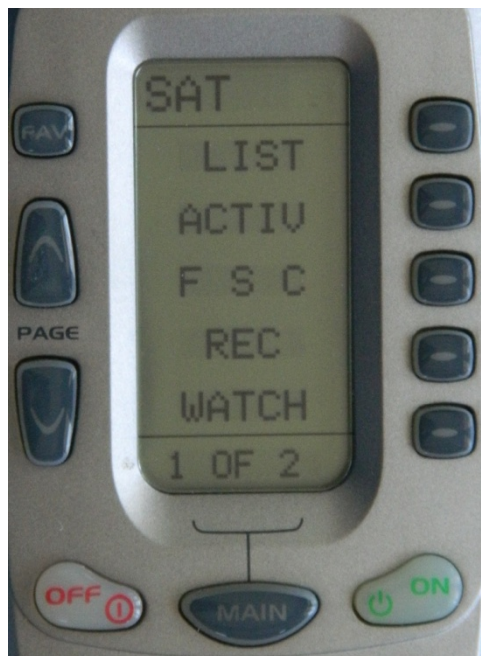 SAT
FAV
LIST
ACTIV
F S C
PAGE
REC
WATCH
1 OF 2
OFF
MAIN
ON